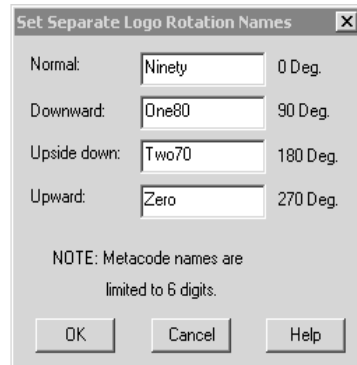 Set Separate Logo Rotation Names
Normal: Ninety 0 Deg.
Downward: One80 90 Deg.
Upside down: Two70 180 Deg.
Upward: Zero 270 Deg.
NOTE: Metacode names are
limited to 6 digits.
OK Cancel Help